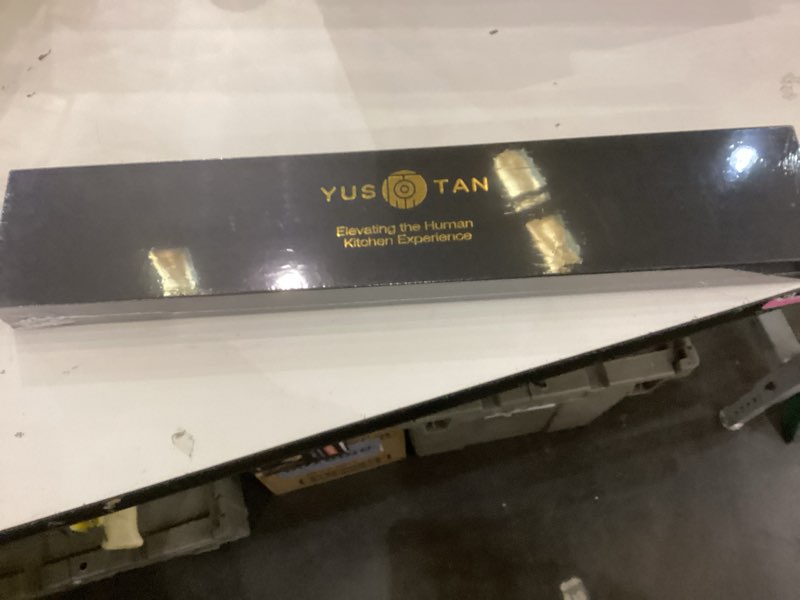 YUS TAN
Elevating the Human
Kitchen Experience